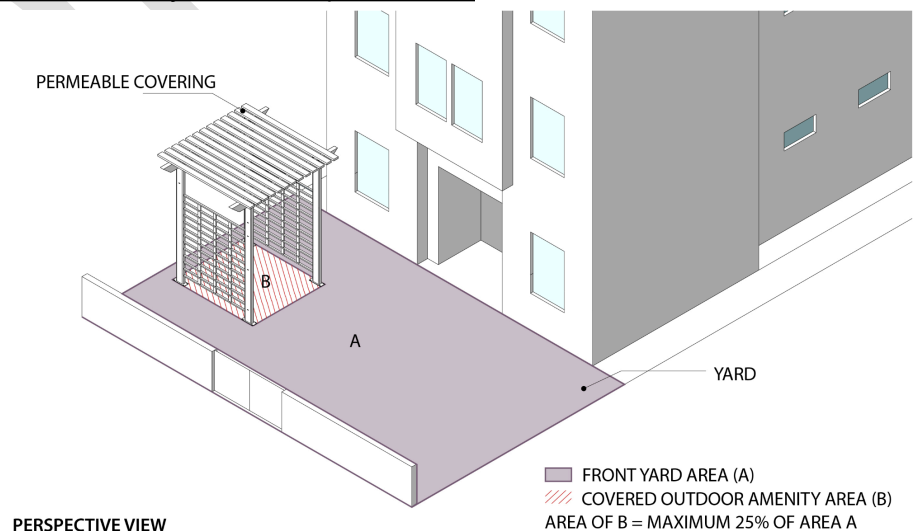 PERMEABLE COVERING
B
A
YARD
FRONT YARD AREA (A)
COVERED OUTDOOR AMENITY AREA (B)
AREA OF B = MAXIMUM 25% OF AREA A
PERSPECTIVE VIEW